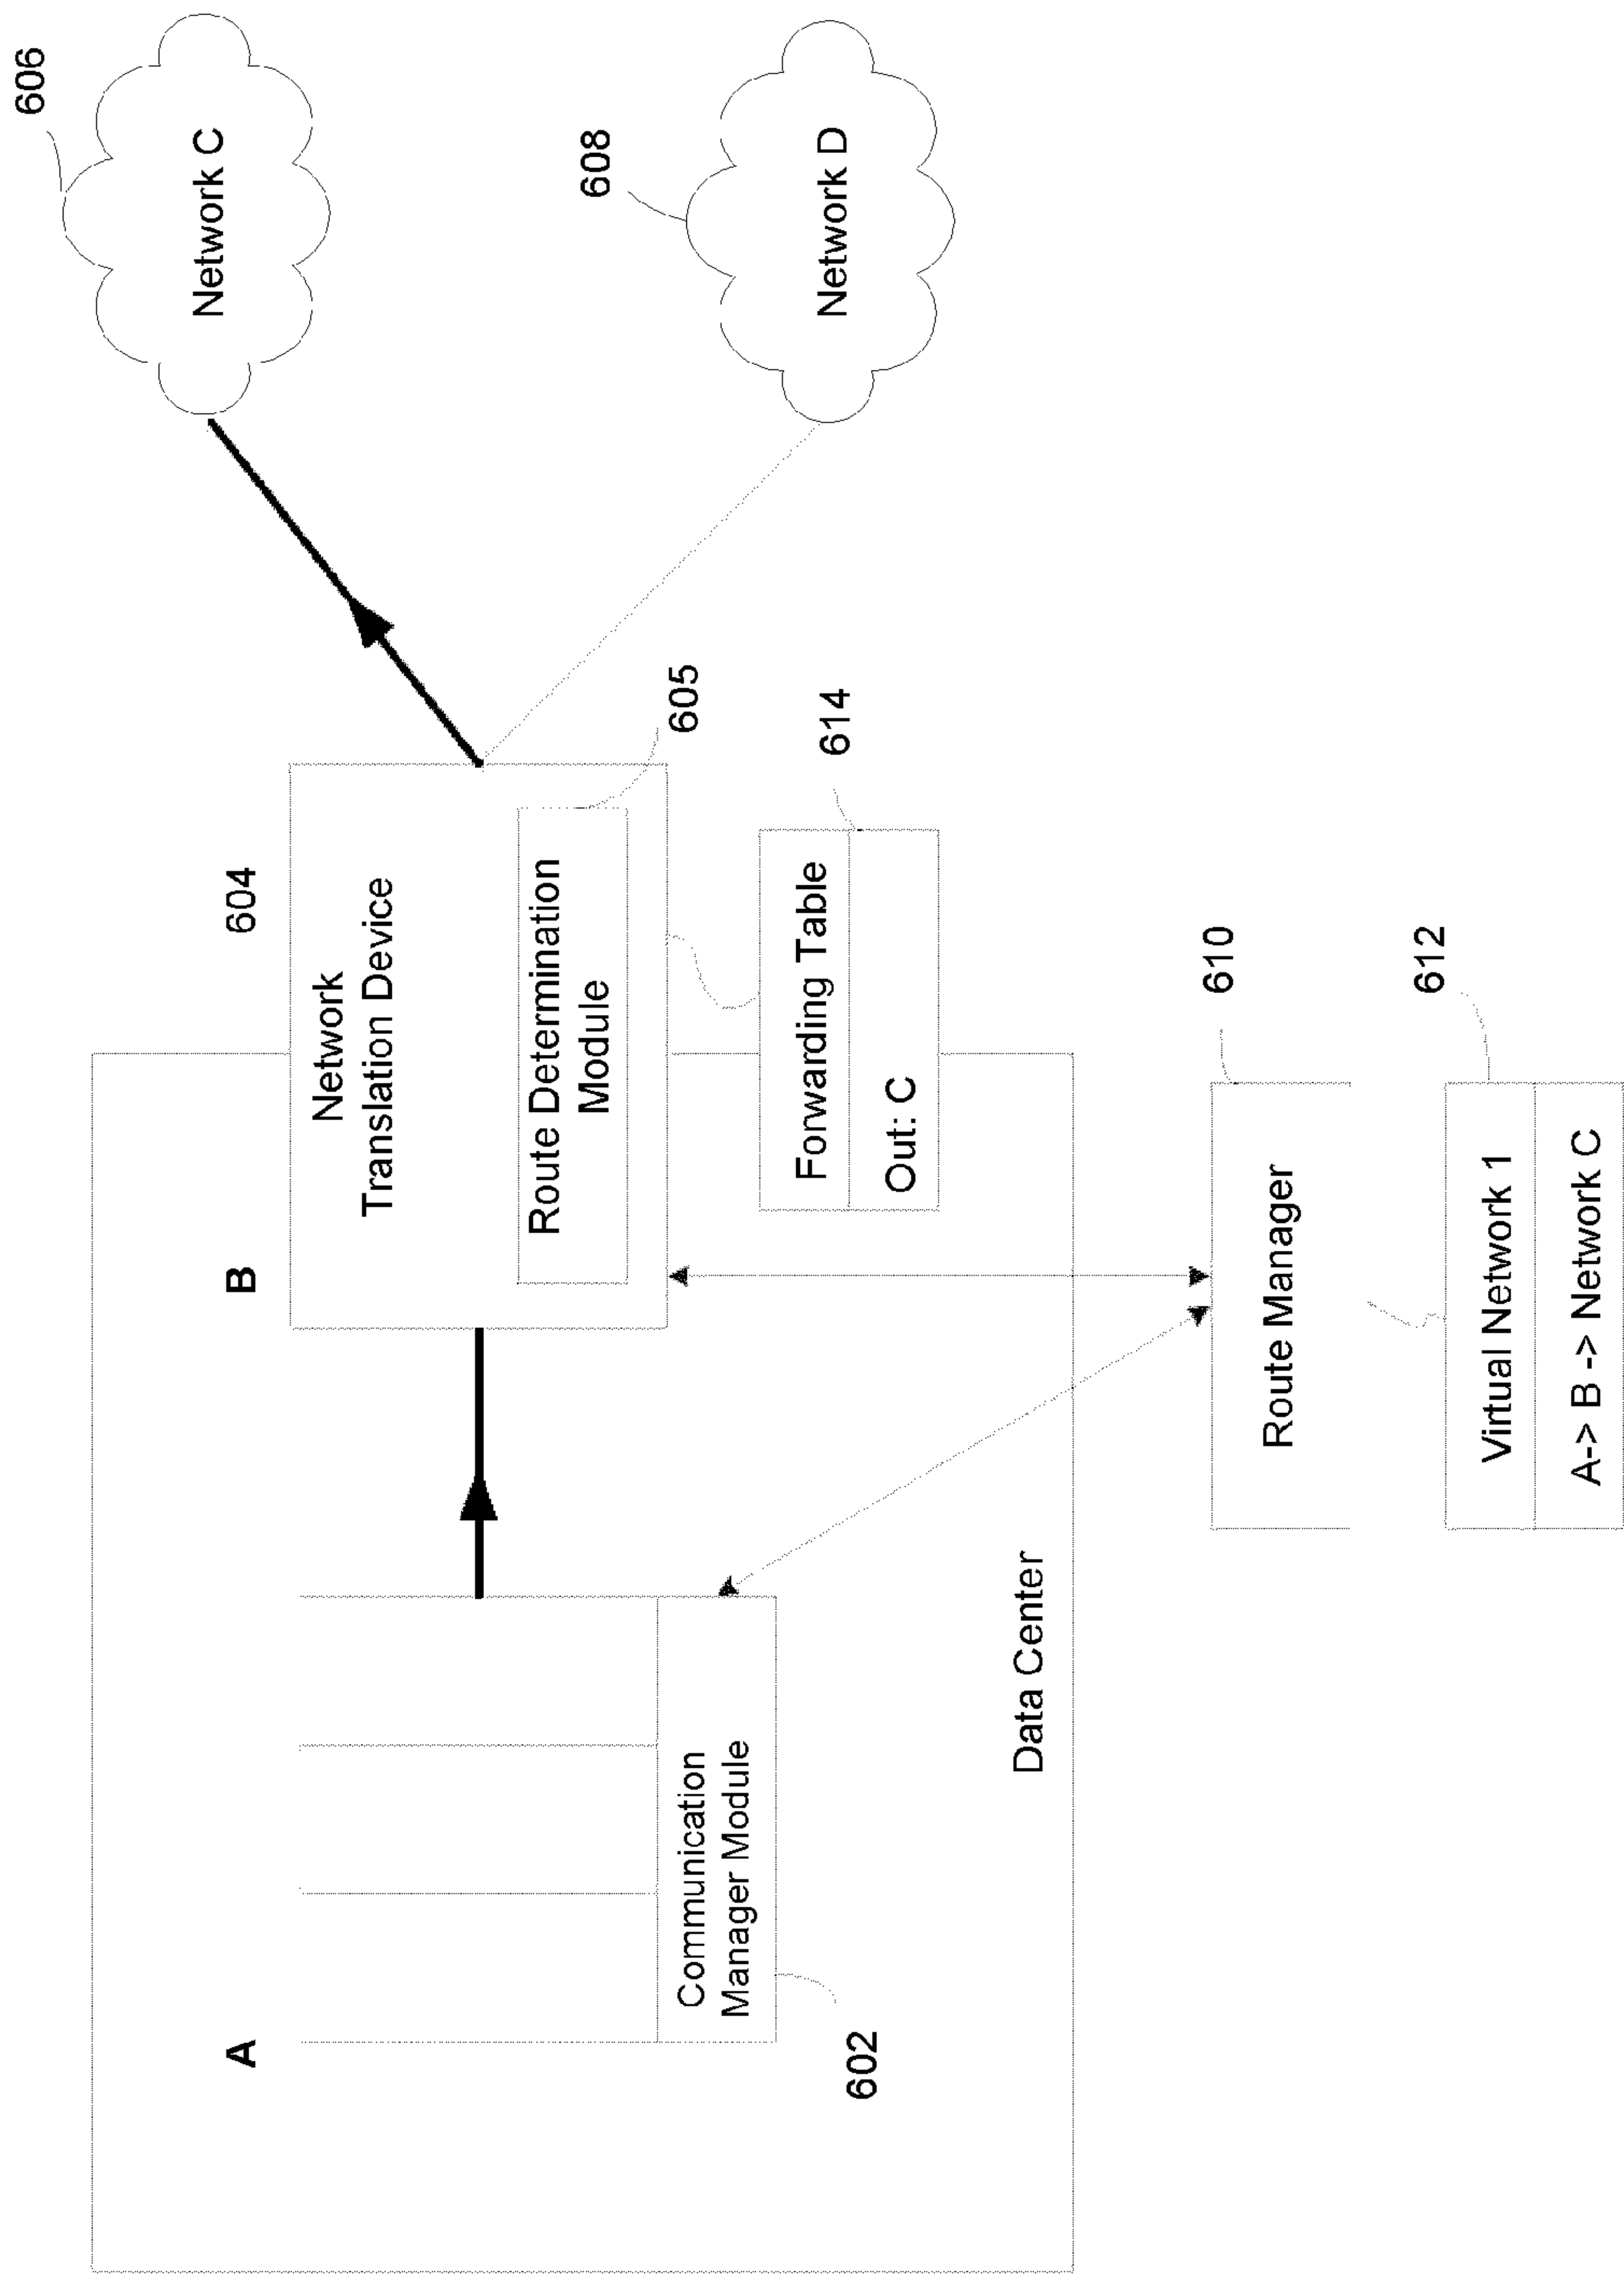 A
B
604
606
Network
Translation Device
Network C
Route Determination
Module
605
608
Communication
Manager Module
602
Forwarding Table
614
Out: C
Network D
Data Center
610
Route Manager
612
Virtual Network 1
A-> B -> Network C